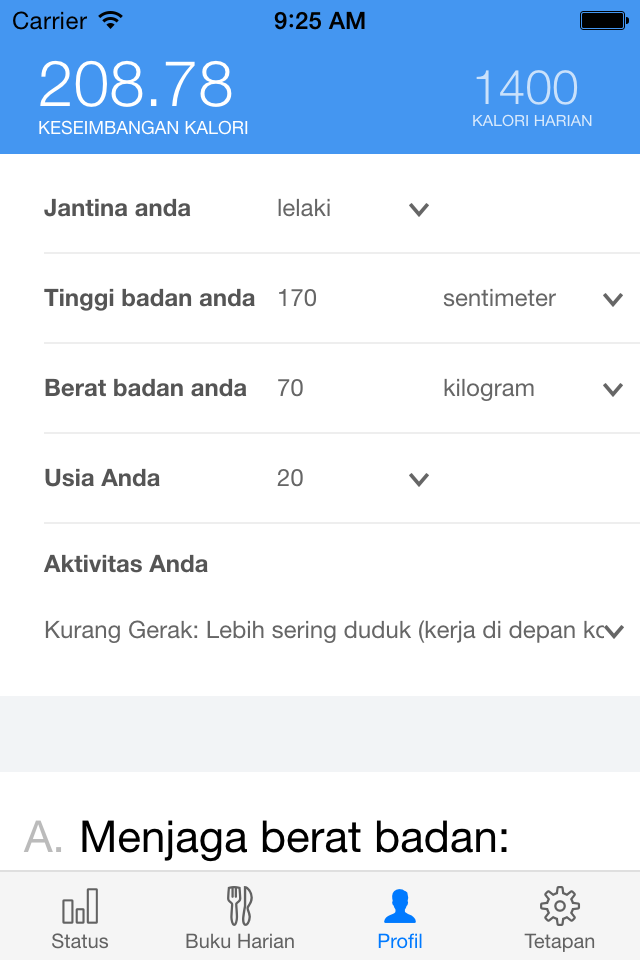 Carrier 9:25 AM
208.78 1400
KESEIMBANGAN KALORI KALORI HARIAN
Jantina anda lelaki
Tinggi badan anda 170 sentimeter
Berat badan anda 70 kilogram
Usia Anda 20
Aktivitas Anda
Kurang Gerak: Lebih sering duduk (kerja di depan
A. Menjaga berat badan:
Status Buku Harian Profil Tetapan